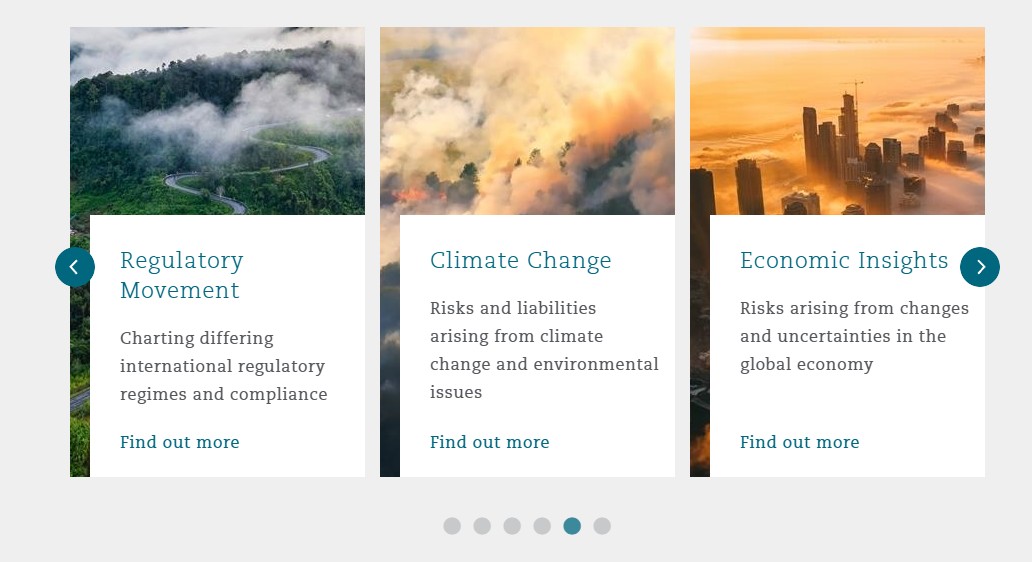 Regulatory
Movement
Charting differing
international regulatory
regimes and compliance
Find out more
Climate Change
Risks and liabilities
arising from climate
change and environmental
issues
Find out more
Economic Insights
Risks arising from changes
and uncertainties in the
global economy
Find out more